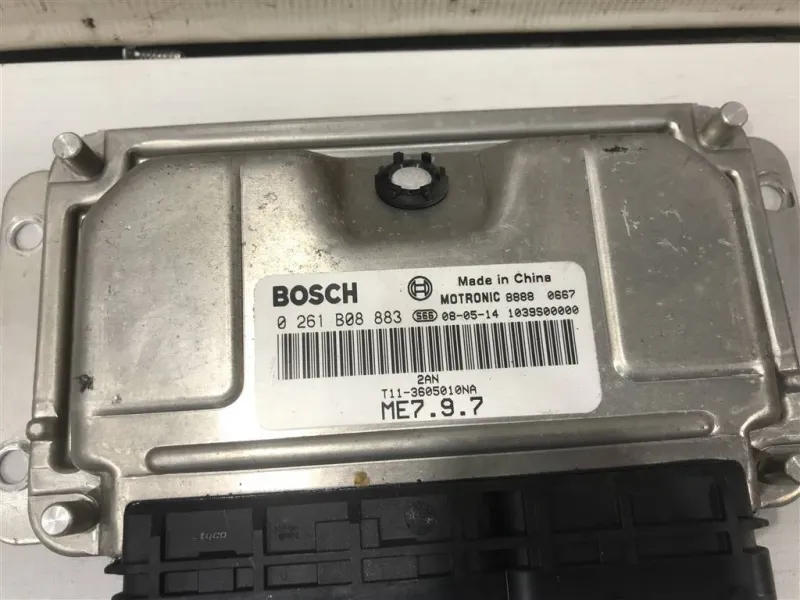 BOSCH
Made in China
MOTRONIC 8888 0667
0 261 B08 883 SEG 08-05-14 1039S00000
2AN
T11-3605010NA
ME7.9.7
tyco